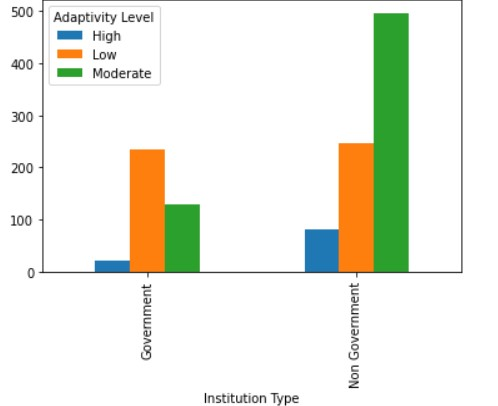 500
400
300
200
100
0
Adaptivity Level
High
Low
Moderate
Government
Non Government
Institution Type